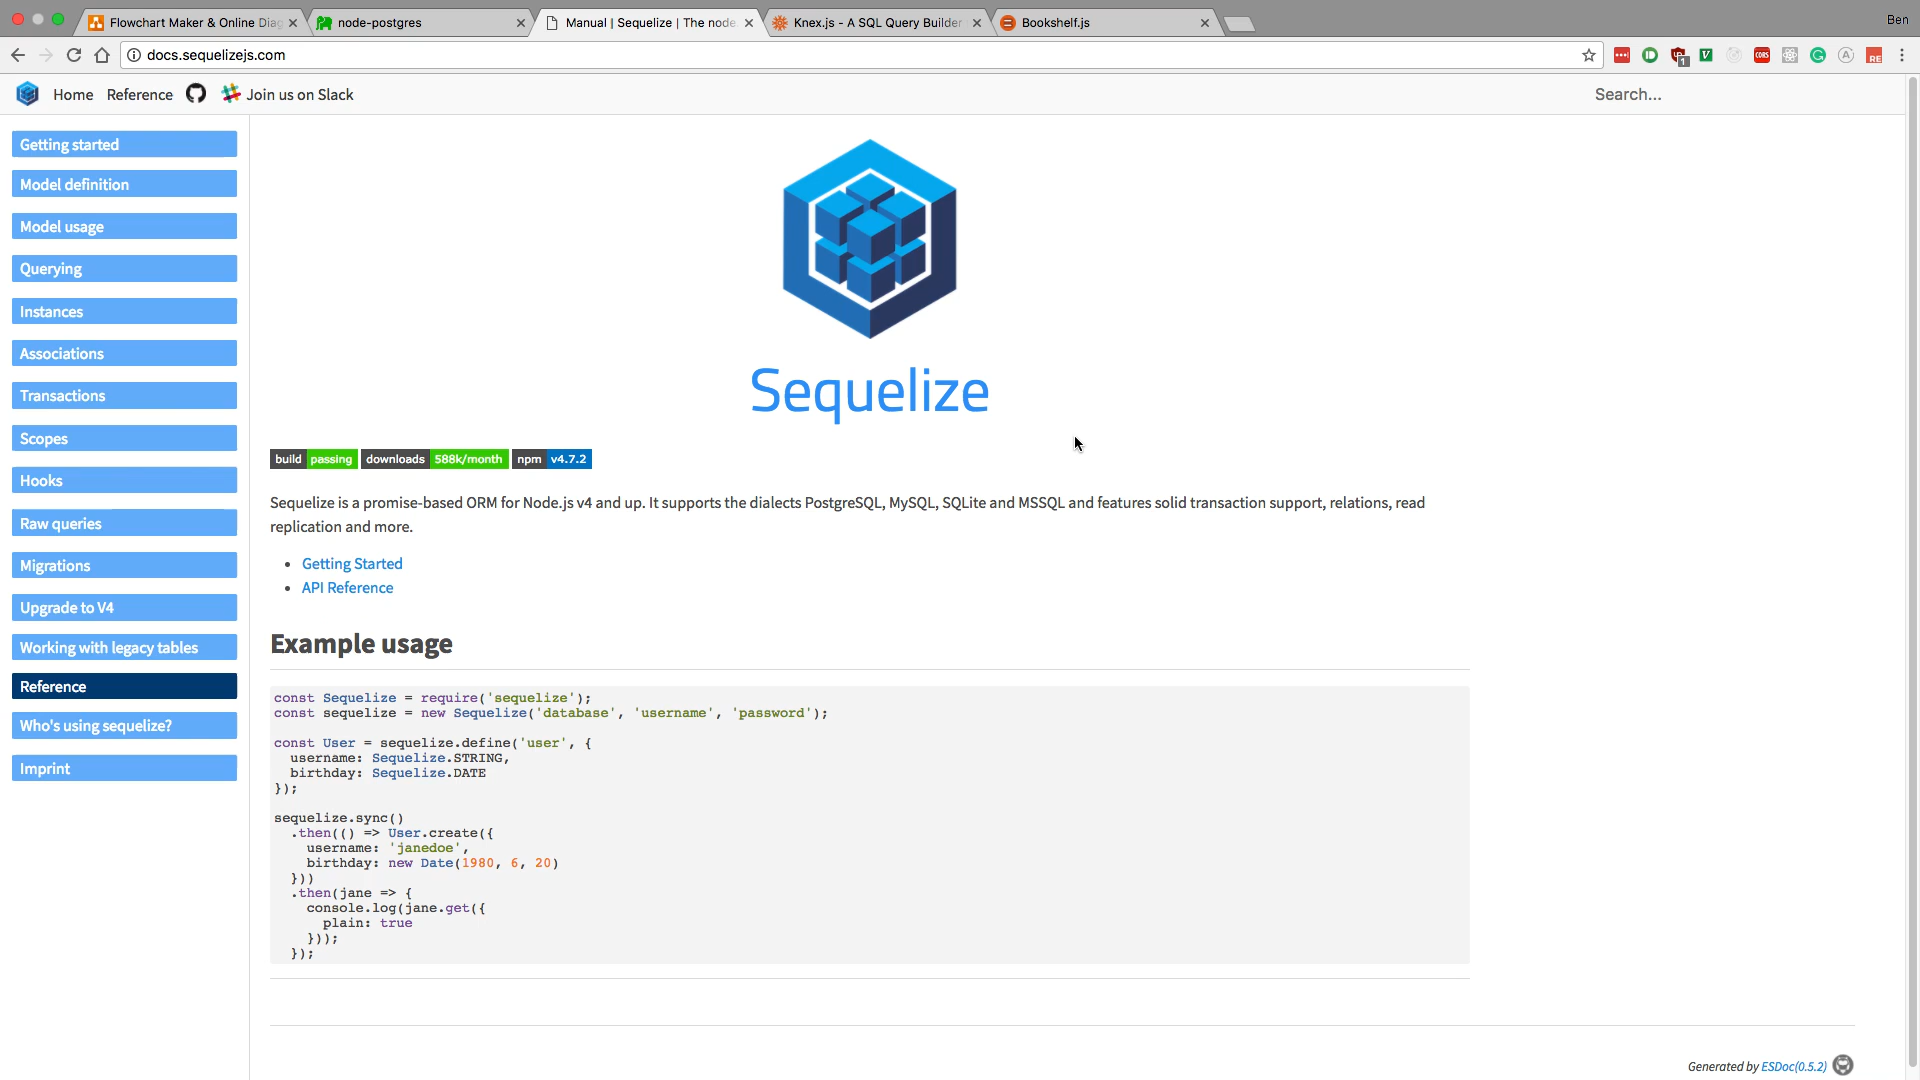 Flowchart Maker & Online Diag
node-postgres
Manual | Sequelize | The node.
Knex.js - A SQL Query Builder
Bookshelf.js
Ben
docs.sequelizejs.com
1
CORS
RE
Home
Reference
Join us on Slack
Search...
Getting started
Model definition
Model usage
Querying
Instances
Associations
Transactions
Scopes
Hooks
Raw queries
Migrations
Upgrade to V4
Working with legacy tables
Reference
Who's using sequelize?
Imprint
Sequelize
build passing downloads 588k/month npm v4.7.2
Sequelize is a promise-based ORM for Node.js v4 and up. It supports the dialects PostgreSQL, MySQL, SQLite and MSSQL and features solid transaction support, relations, read
replication and more.
• Getting Started
• API Reference
Example usage
const Sequelize = require('sequelize');
const sequelize = new Sequelize('database', 'username', 'password');
const User = sequelize.define('user', {
  username: Sequelize.STRING,
  birthday: Sequelize.DATE
});
sequelize.sync()
  .then(() => User.create({
    username: 'janedoe',
    birthday: new Date(1980, 6, 20)
  }))
  .then(jane => {
    console.log(jane.get({
      plain: true
    }));
  });
Generated by ESDoc(0.5.2)